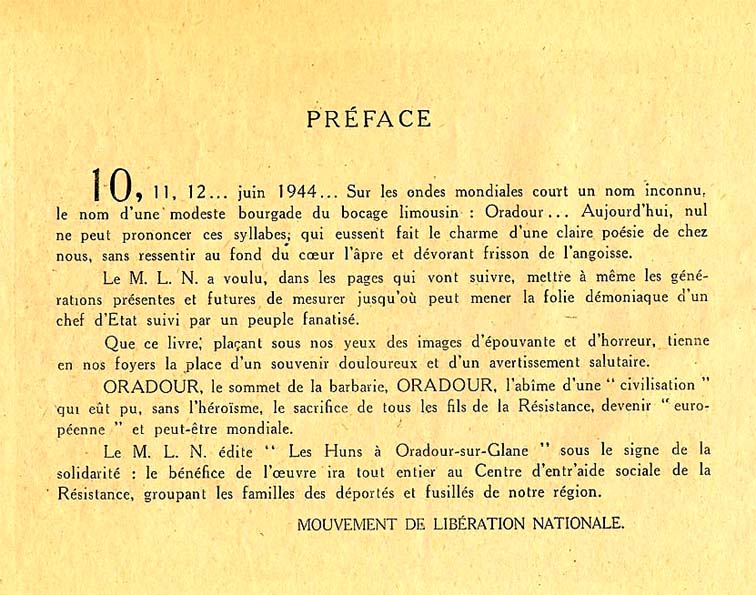 PRÉFACE
10, 11, 12... juin 1944... Sur les ondes mondiales court un nom inconnu,
le nom d'une modeste bourgade du bocage limousin : Oradour... Aujourd'hui, nul
ne peut prononcer ces syllabes, qui eussent fait le charme d'une claire poésie de chez
nous, sans ressentir au fond du cœur l'âpre et dévorant frisson de l'angoisse.
Le M. L. N. a voulu, dans les pages qui vont suivre, mettre à même les géné-
rations présentes et futures de mesurer jusqu'où peut mener la folie démoniaque d'un
chef d'Etat suivi par un peuple fanatisé.
Que ce livre, plaçant sous nos yeux des images d'épouvante et d'horreur, tienne
en nos foyers la place d'un souvenir douloureux et d'un avertissement salutaire.
ORADOUR, le sommet de la barbarie, ORADOUR, l'abime d'une “ civilisation ”
qui eût pu, sans l'héroïsme, le sacrifice de tous les fils de la Résistance, devenir “ euro-
péenne ” et peut-être mondiale.
Le M. L. N. édite “ Les Huns à Oradour-sur-Glane ” sous le signe de la
solidarité : le bénéfice de l'œuvre ira tout entier au Centre d'entr'aide sociale de la
Résistance, groupant les familles des déportés et fusillés de notre région.
MOUVEMENT DE LIBÉRATION NATIONALE.